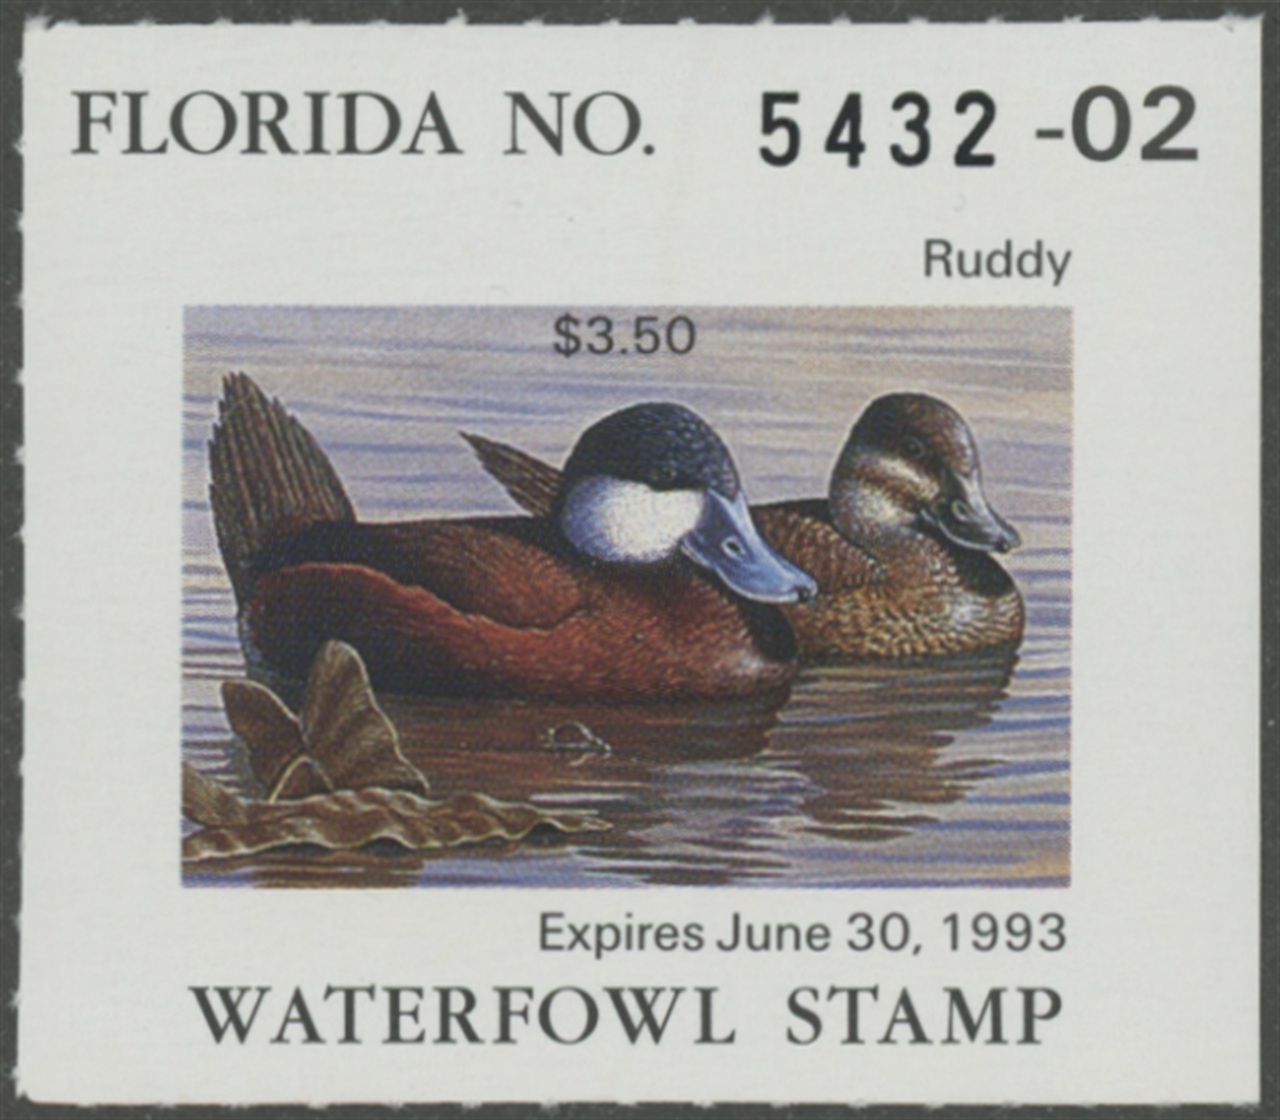 FLORIDA NO. 5432-02
Ruddy
$3.50
Expires June 30, 1993
WATERFOWL STAMP